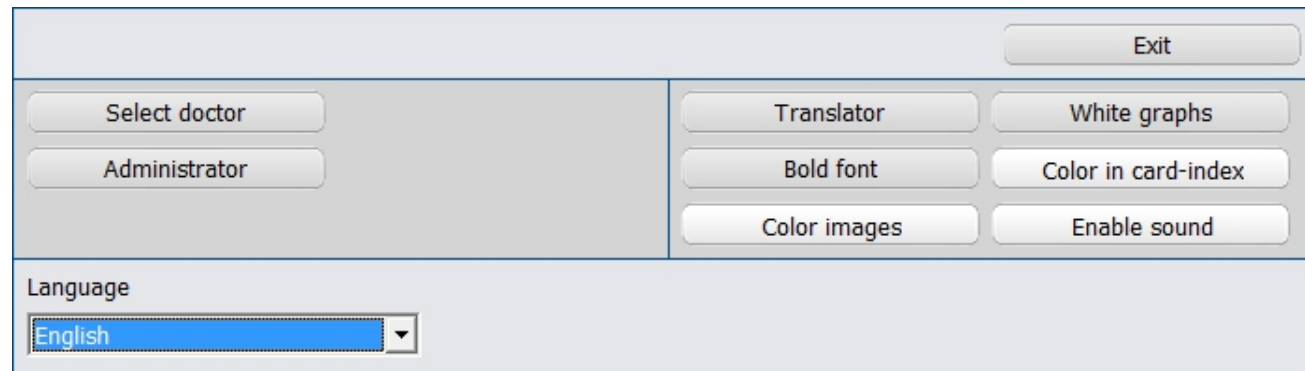 Exit
Select doctor
Translator
White graphs
Administrator
Bold font
Color in card-index
Color images
Enable sound
Language
English